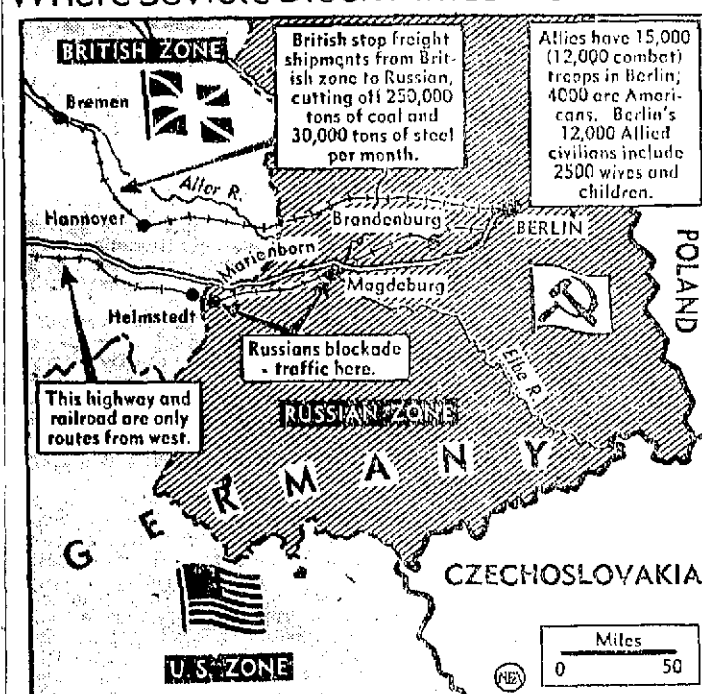 BRITISH ZONE
Bremen
British stop freight
shipments from Brit-
ish zone to Russian,
cutting off 250,000
tons of coal and
30,000 tons of steel
per month.
Allies have 15,000
(12,000 combat)
troops in Berlin;
4000 are Ameri-
cans. Berlin's
12,000 Allied
civilians include
2500 wives and
children.
Aller R.
Hannover
Brandenburg
BERLIN
POLAND
Marienborn
Magdeburg
Helmstedt
Russians blockade
traffic here.
Elbe R.
This highway and
railroad are only
routes from west.
RUSSIAN ZONE
GERMANY
CZECHOSLOVAKIA
U.S. ZONE
Miles
0 50
NEA